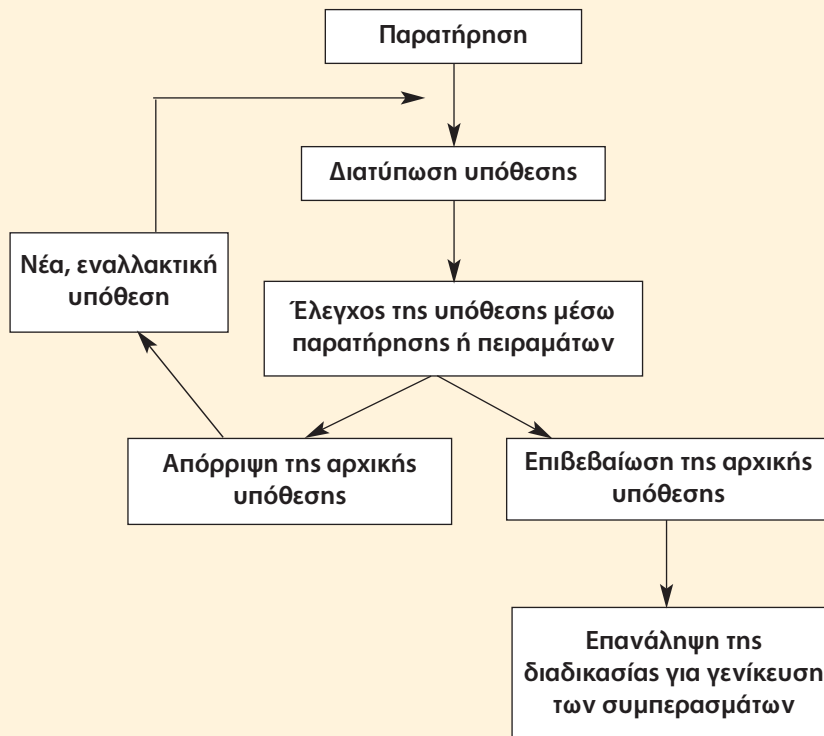 Παρατήρηση
Διατύπωση υπόθεσης
Νέα, εναλλακτική
υπόθεση
Έλεγχος της υπόθεσης μέσω
παρατήρησης ή πειραμάτων
Απόρριψη της αρχικής
υπόθεσης
Επιβεβαίωση της αρχικής
υπόθεσης
Επανάληψη της
διαδικασίας για γενίκευση
των συμπερασμάτων